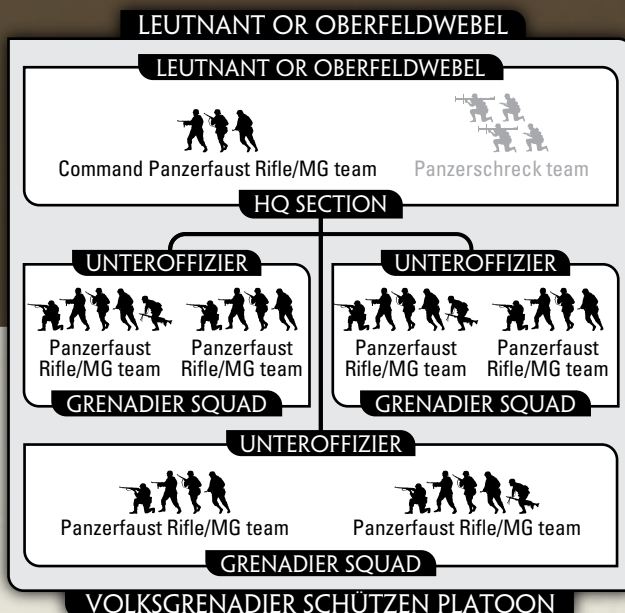 LEUTNANT OR OBERFELDWEBEL
LEUTNANT OR OBERFELDWEBEL
Command Panzerfaust Rifle/MG team
Panzerschreck team
HQ SECTION
UNTEROFFIZIER
Panzerfaust
Rifle/MG team
Panzerfaust
Rifle/MG team
GRENADIER SQUAD
UNTEROFFIZIER
Panzerfaust
Rifle/MG team
Panzerfaust
Rifle/MG team
GRENADIER SQUAD
UNTEROFFIZIER
Panzerfaust Rifle/MG team
Panzerfaust Rifle/MG team
GRENADIER SQUAD
VOLKSGRENADIER SCHÜTZEN PLATOON